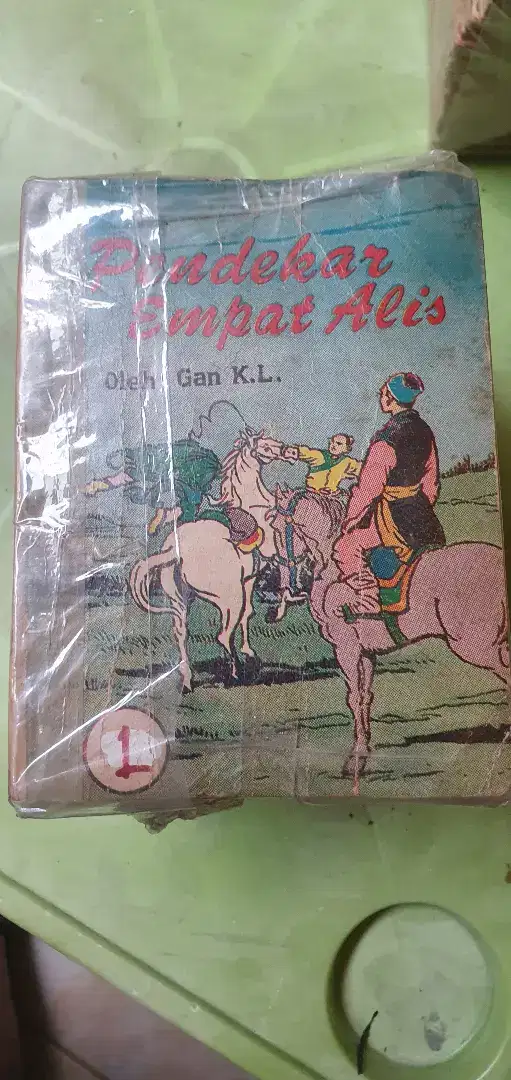 Pendekar
Empat Alis
Oleh Gan K.L.
1